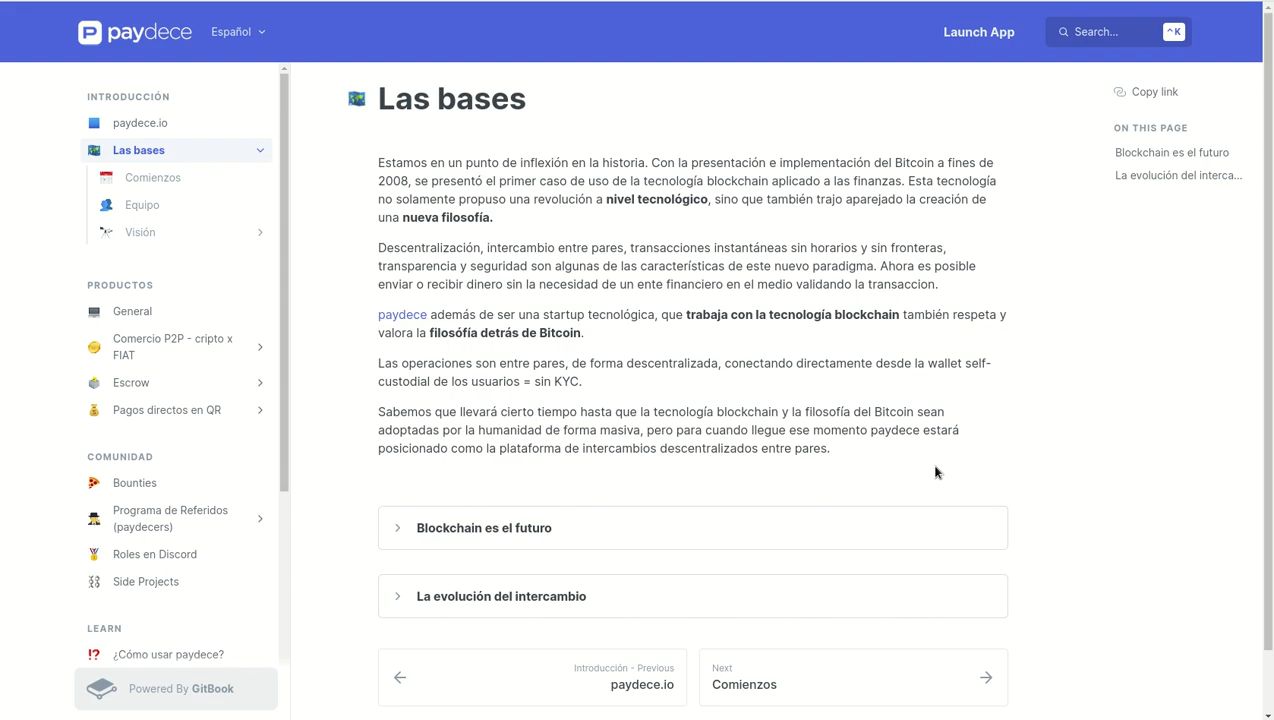 paydece
Español
Launch App
Search...
^K
INTRODUCCIÓN
paydece.io
Las bases
Comienzos
Equipo
Visión
PRODUCTOS
General
Comercio P2P - cripto x
FIAT
Escrow
Pagos directos en QR
COMUNIDAD
Bounties
Programa de Referidos
(paydecers)
Roles en Discord
Side Projects
LEARN
¿Cómo usar paydece?
Powered By GitBook
Las bases
Estamos en un punto de inflexión en la historia. Con la presentación e implementación del Bitcoin a fines de
2008, se presentó el primer caso de uso de la tecnología blockchain aplicado a las finanzas. Esta tecnología
no solamente propuso una revolución a nivel tecnológico, sino que también trajo aparejado la creación de
una nueva filosofía.
Descentralización, intercambio entre pares, transacciones instantáneas sin horarios y sin fronteras,
transparencia y seguridad son algunas de las características de este nuevo paradigma. Ahora es posible
enviar o recibir dinero sin la necesidad de un ente financiero en el medio validando la transaccion.
paydece además de ser una startup tecnológica, que trabaja con la tecnología blockchain también respeta y
valora la filosófía detrás de Bitcoin.
Las operaciones son entre pares, de forma descentralizada, conectando directamente desde la wallet self-
custodial de los usuarios = sin KYC.
Sabemos que llevará cierto tiempo hasta que la tecnología blockchain y la filosofía del Bitcoin sean
adoptadas por la humanidad de forma masiva, pero para cuando llegue ese momento paydece estará
posicionado como la plataforma de intercambios descentralizados entre pares.
Blockchain es el futuro
La evolución del intercambio
Introducción - Previous
paydece.io
Next
Comienzos
Copy link
ON THIS PAGE
Blockchain es el futuro
La evolución del interca...